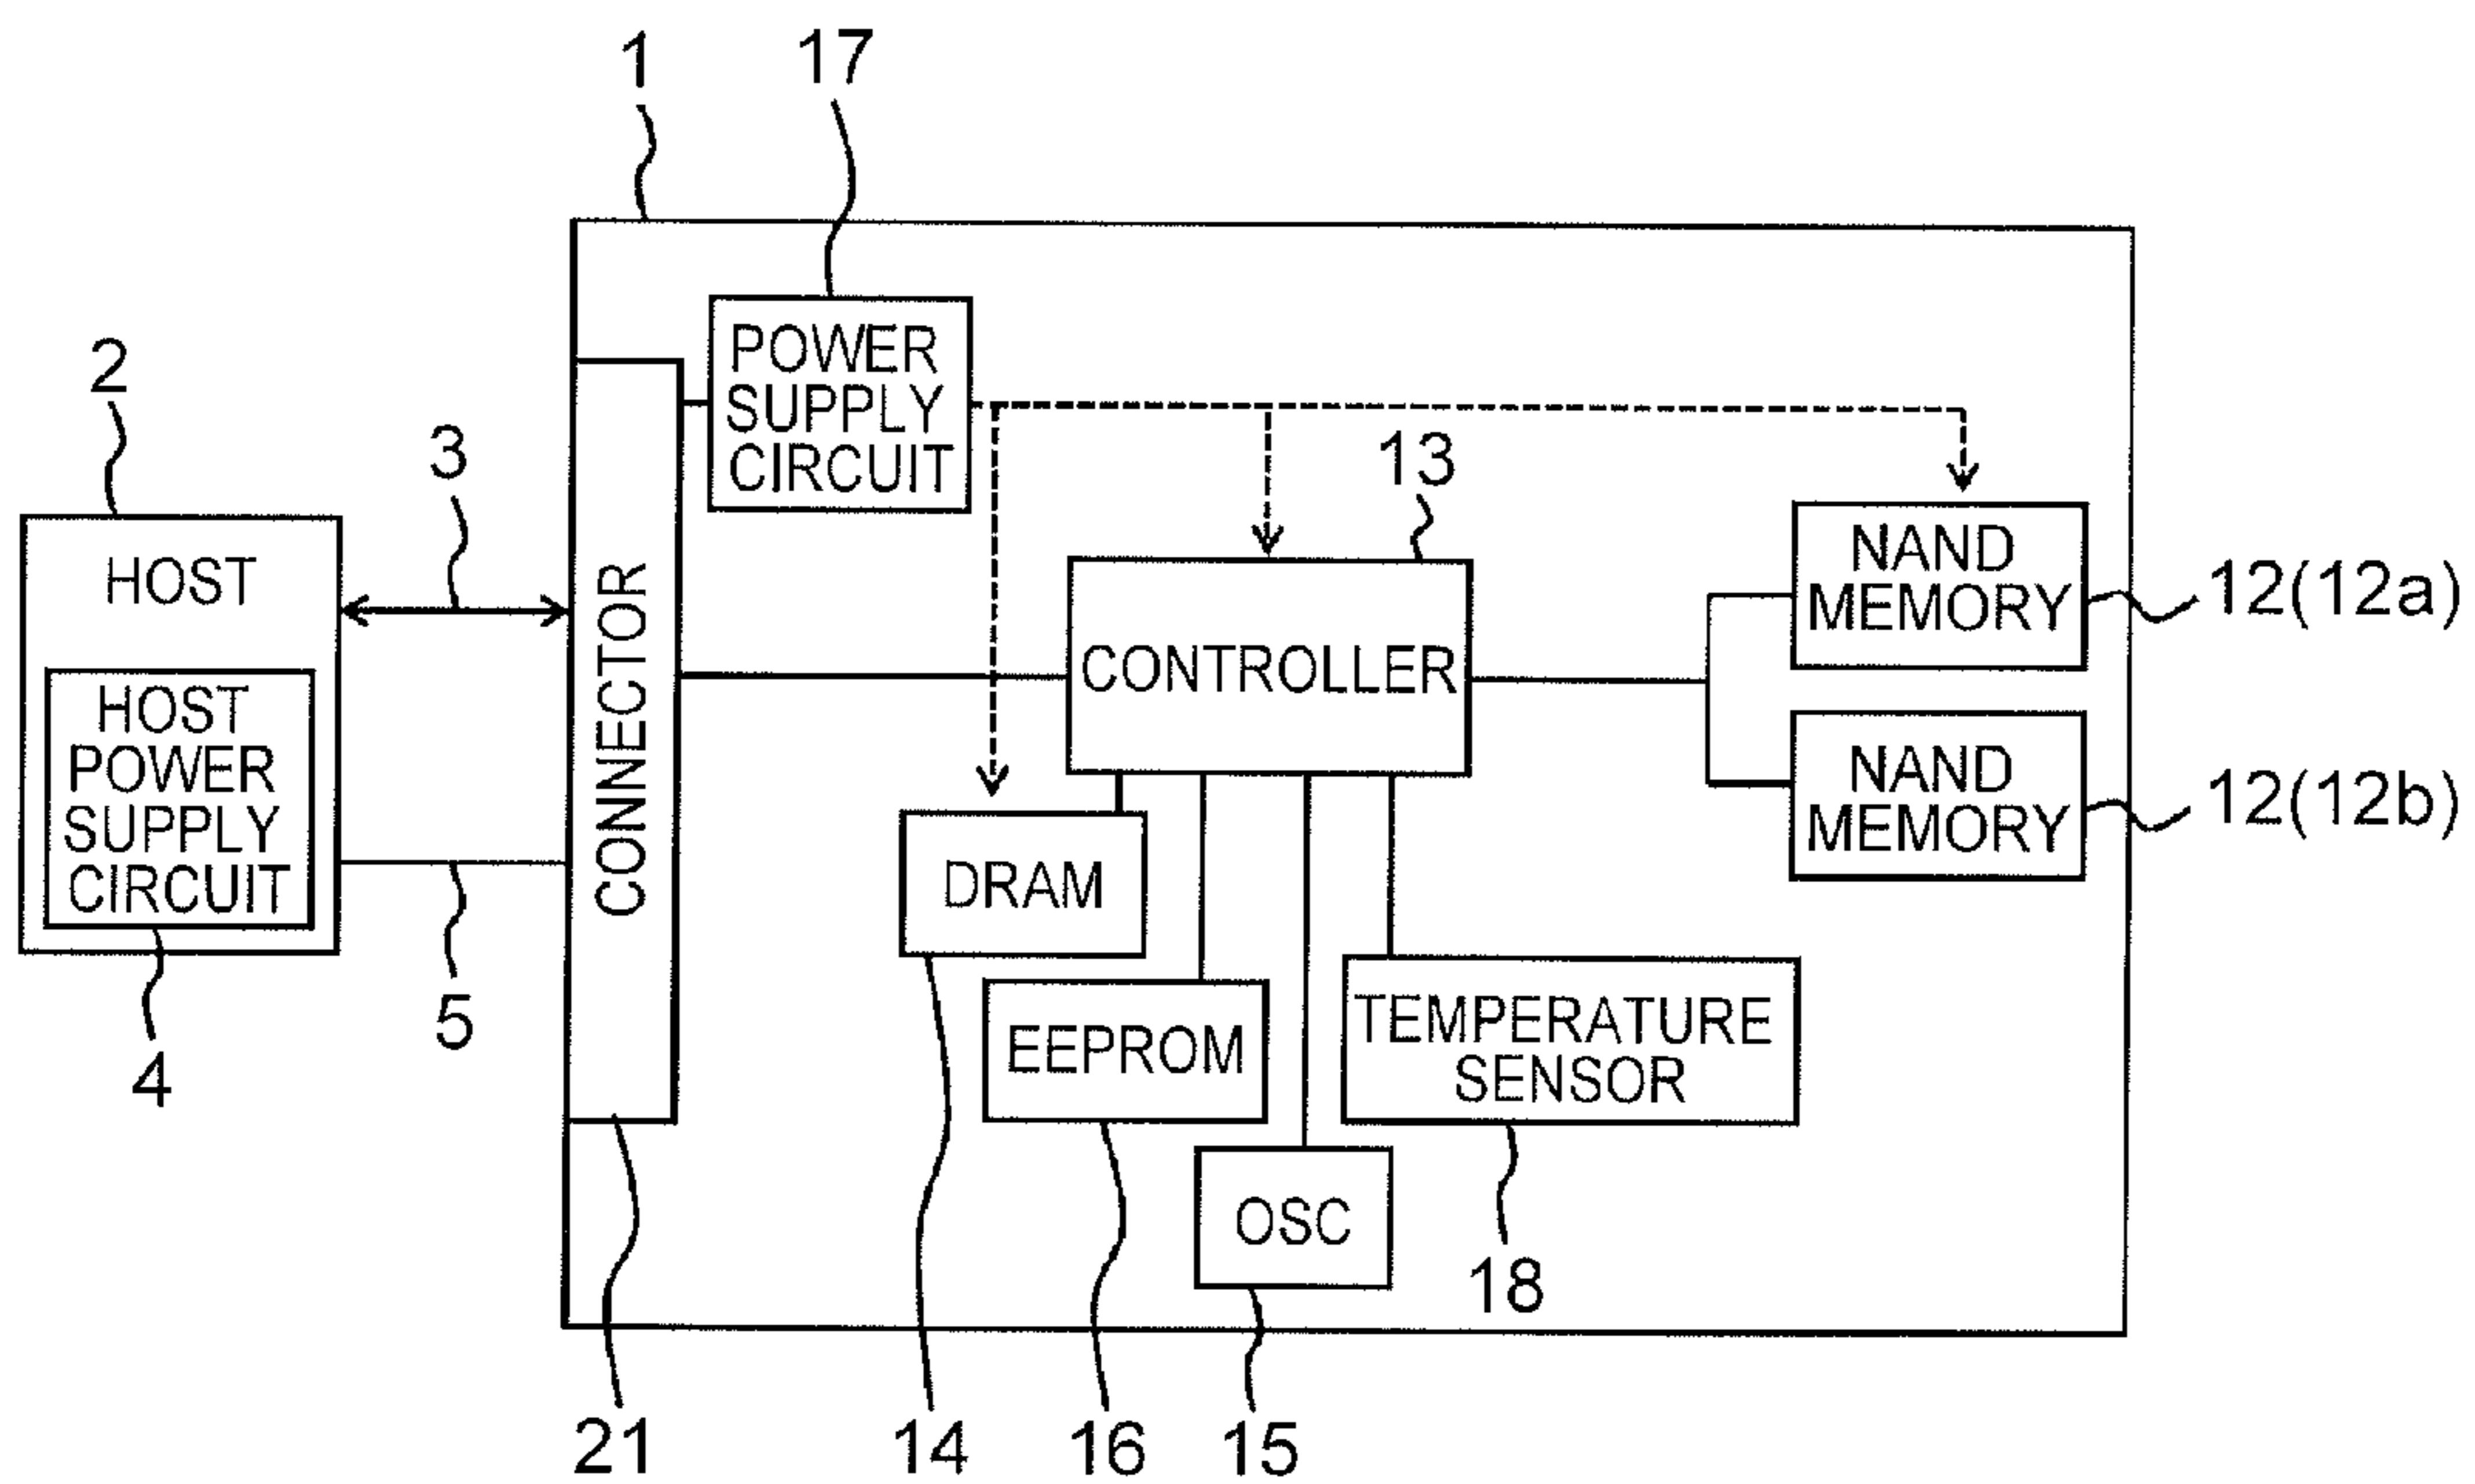 1
17
2
3
POWER
SUPPLY
CIRCUIT
13
HOST
HOST
POWER
SUPPLY
CIRCUIT
CONNECTOR
CONTROLLER
NAND
MEMORY
12(12a)
NAND
MEMORY
12(12b)
DRAM
EEPROM
TEMPERATURE
SENSOR
OSC
5
4
18
21
14
16
15